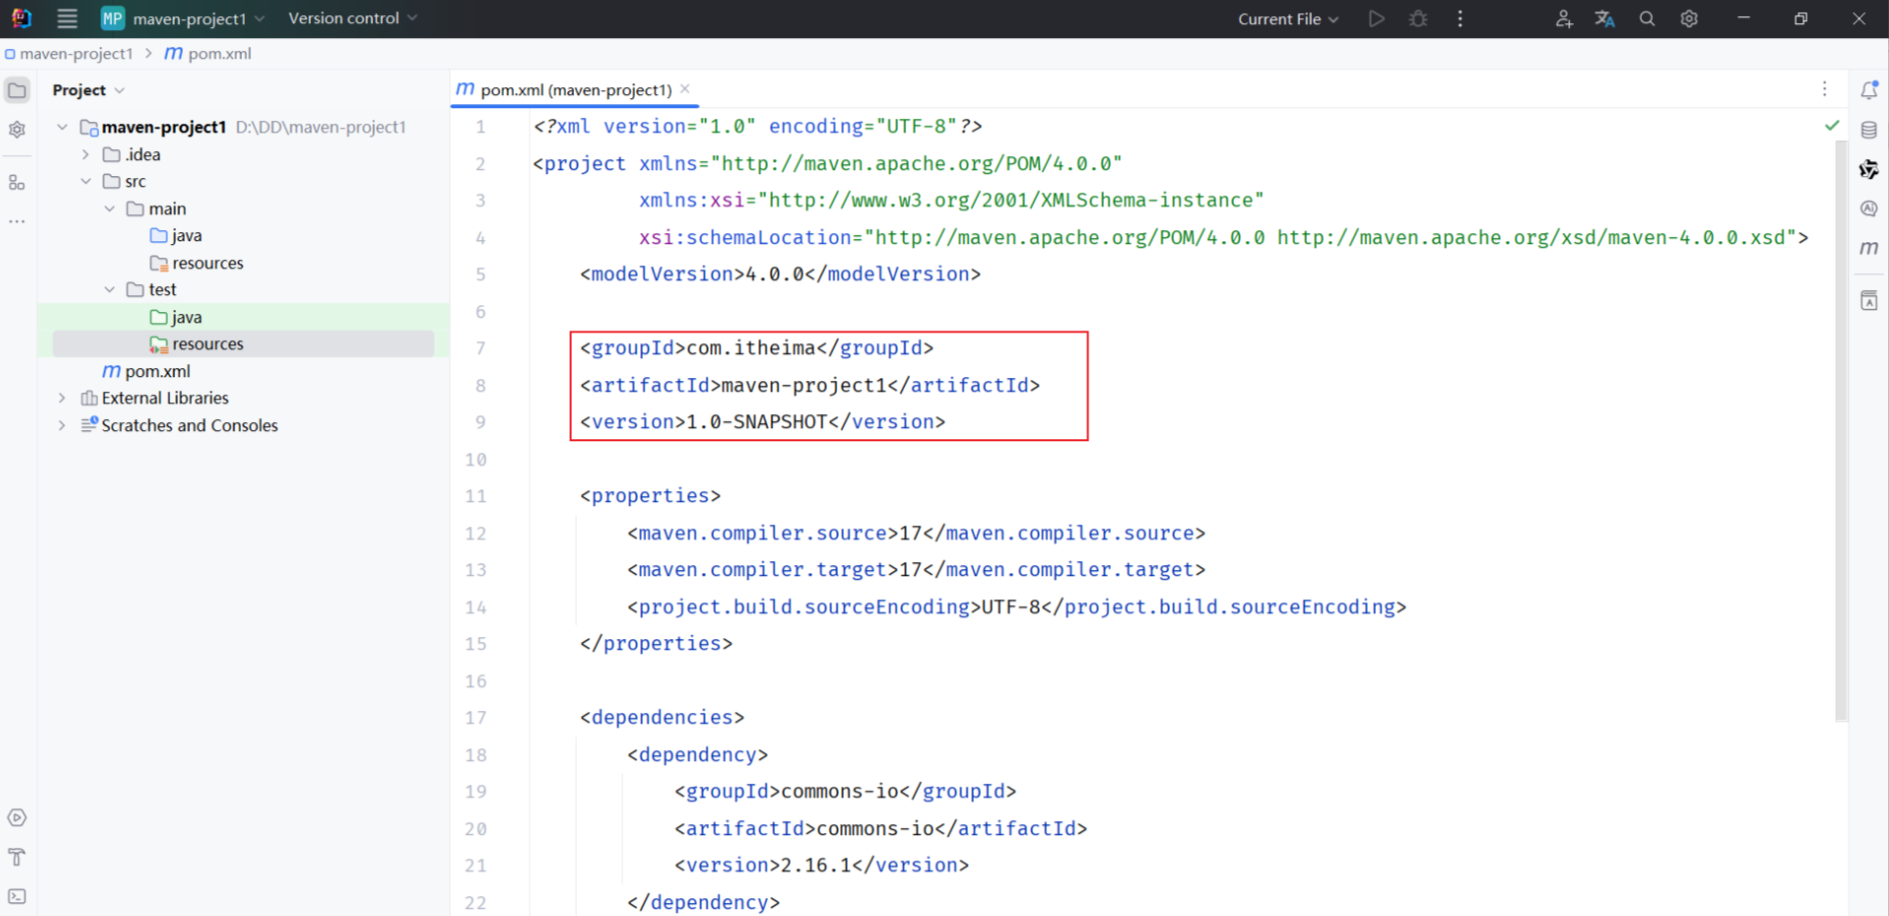 MP maven-project1 Version control Current File
maven-project1 > m pom.xml
Project
maven-project1 D:\DD\maven-project1
.idea
src
main
java
resources
test
java
resources
m pom.xml
External Libraries
Scratches and Consoles
m pom.xml (maven-project1)
1 <?xml version="1.0" encoding="UTF-8"?>
2 <project xmlns="http://maven.apache.org/POM/4.0.0"
3 xmlns:xsi="http://www.w3.org/2001/XMLSchema-instance"
4 xsi:schemaLocation="http://maven.apache.org/POM/4.0.0 http://maven.apache.org/xsd/maven-4.0.0.xsd">
5 <modelVersion>4.0.0</modelVersion>
6
7 <groupId>com.itheima</groupId>
8 <artifactId>maven-project1</artifactId>
9 <version>1.0-SNAPSHOT</version>
10
11 <properties>
12 <maven.compiler.source>17</maven.compiler.source>
13 <maven.compiler.target>17</maven.compiler.target>
14 <project.build.sourceEncoding>UTF-8</project.build.sourceEncoding>
15 </properties>
16
17 <dependencies>
18 <dependency>
19 <groupId>commons-io</groupId>
20 <artifactId>commons-io</artifactId>
21 <version>2.16.1</version>
22 </dependency>